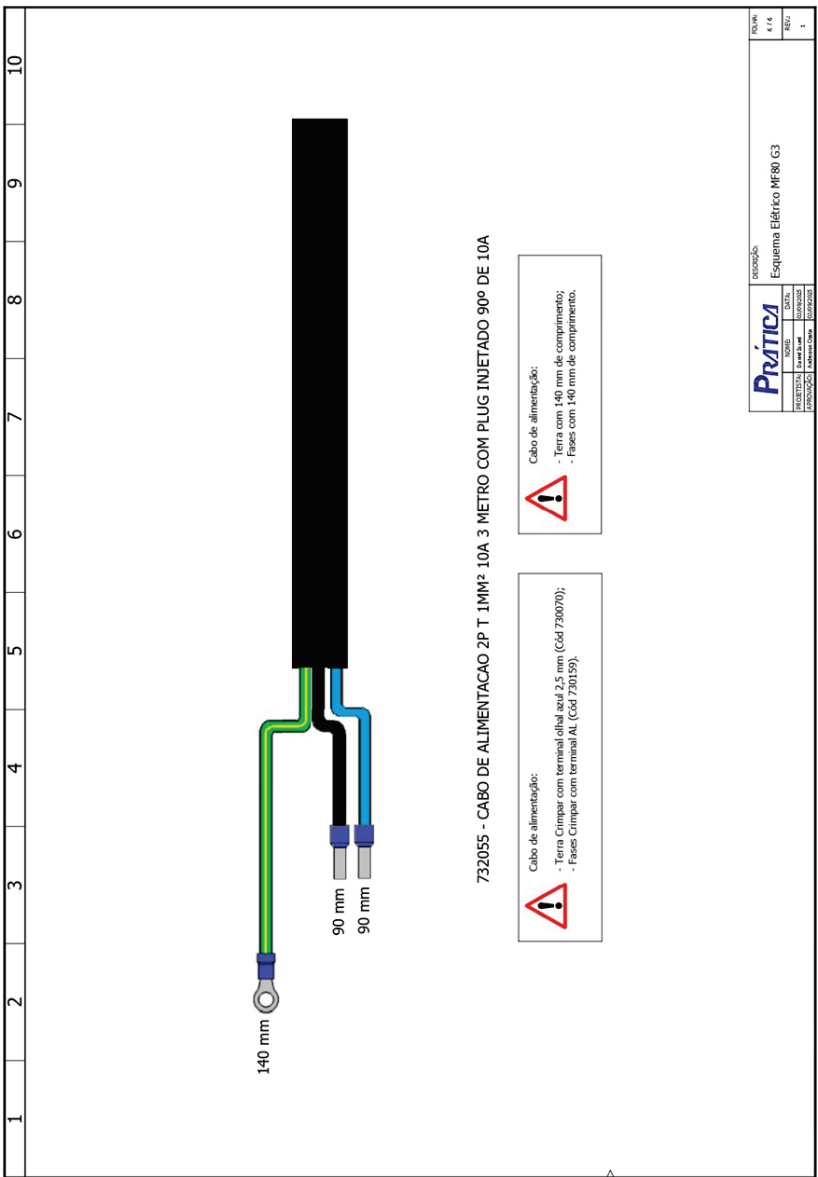 10
9
8
7
6
5
4
3
2
1
140 mm
90 mm
90 mm
732055 - CABO DE ALIMENTACAO 2P T 1MM² 10A 3 METRO COM PLUG INJETADO 90º DE 10A
Cabo de alimentação:
- Terra Crimpar com terminal olhal azul 2,5 mm (Cód 730070);
- Fases Crimpar com terminal AL (Cód 730159).
Cabo de alimentação:
- Terra com 140 mm de comprimento;
- Fases com 140 mm de comprimento.
PRÁTICA
NOME:
DATA:
PROJETISTA:
APROVAÇÃO:
DESCRIÇÃO:
Esquema Elétrico MF80 G3
FOLHA:
6 / 6
REV.:
1